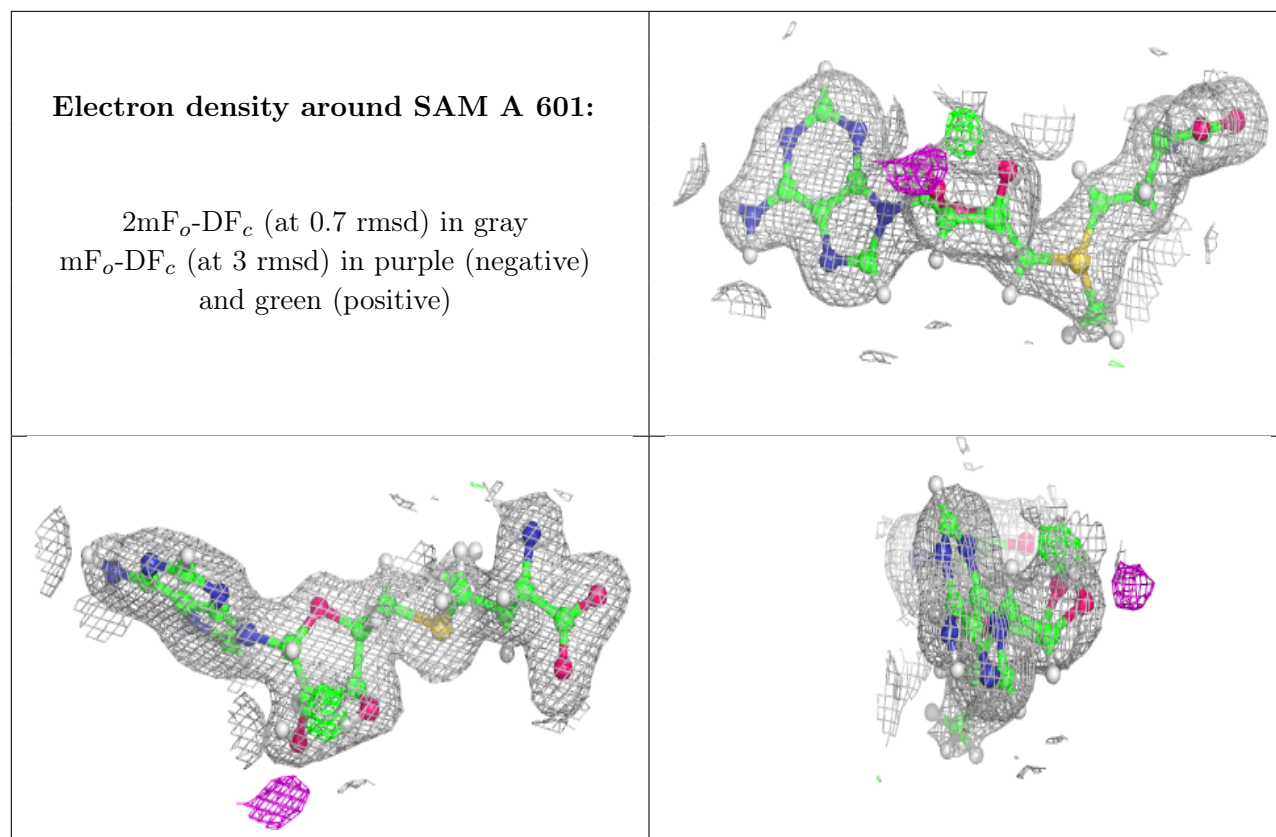 Electron density around SAM A 601:
2mFo-DFc (at 0.7 rmsd) in gray
mFo-DFc (at 3 rmsd) in purple (negative)
and green (positive)